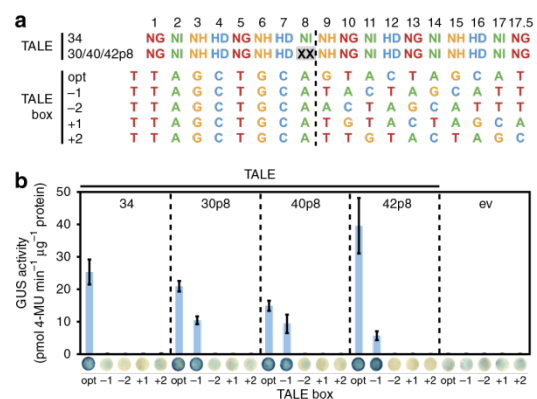 a
1 2 3 4 5 6 7 8 9 10 11 12 13 14 15 16 17 17.5
TALE
34 NG NI NH HD NG NH HD NI NH NG NI HD NG NI NH HD NI NG
30/40/42p8 NG NI NH HD NG NH HD XX NH NG NI HD NG NI NH HD NI NG
TALE box
opt T T A G C T G C A G T A C T A G C A T
−1 T T A G C T G C A T A C T A G C A T T
−2 T T A G C T G C A A C T A G C A T T T
+1 T T A G C T G C A T G T A C T A G C A
+2 T T A G C T G C A T T G T A C T A G C
b
TALE
34 30p8 40p8 42p8 ev
GUS activity
(pmol 4-MU min−1 µg−1 protein)
50
40
30
20
10
0
opt −1 −2 +1 +2 opt −1 −2 +1 +2 opt −1 −2 +1 +2 opt −1 −2 +1 +2 opt −1 −2 +1 +2
TALE box